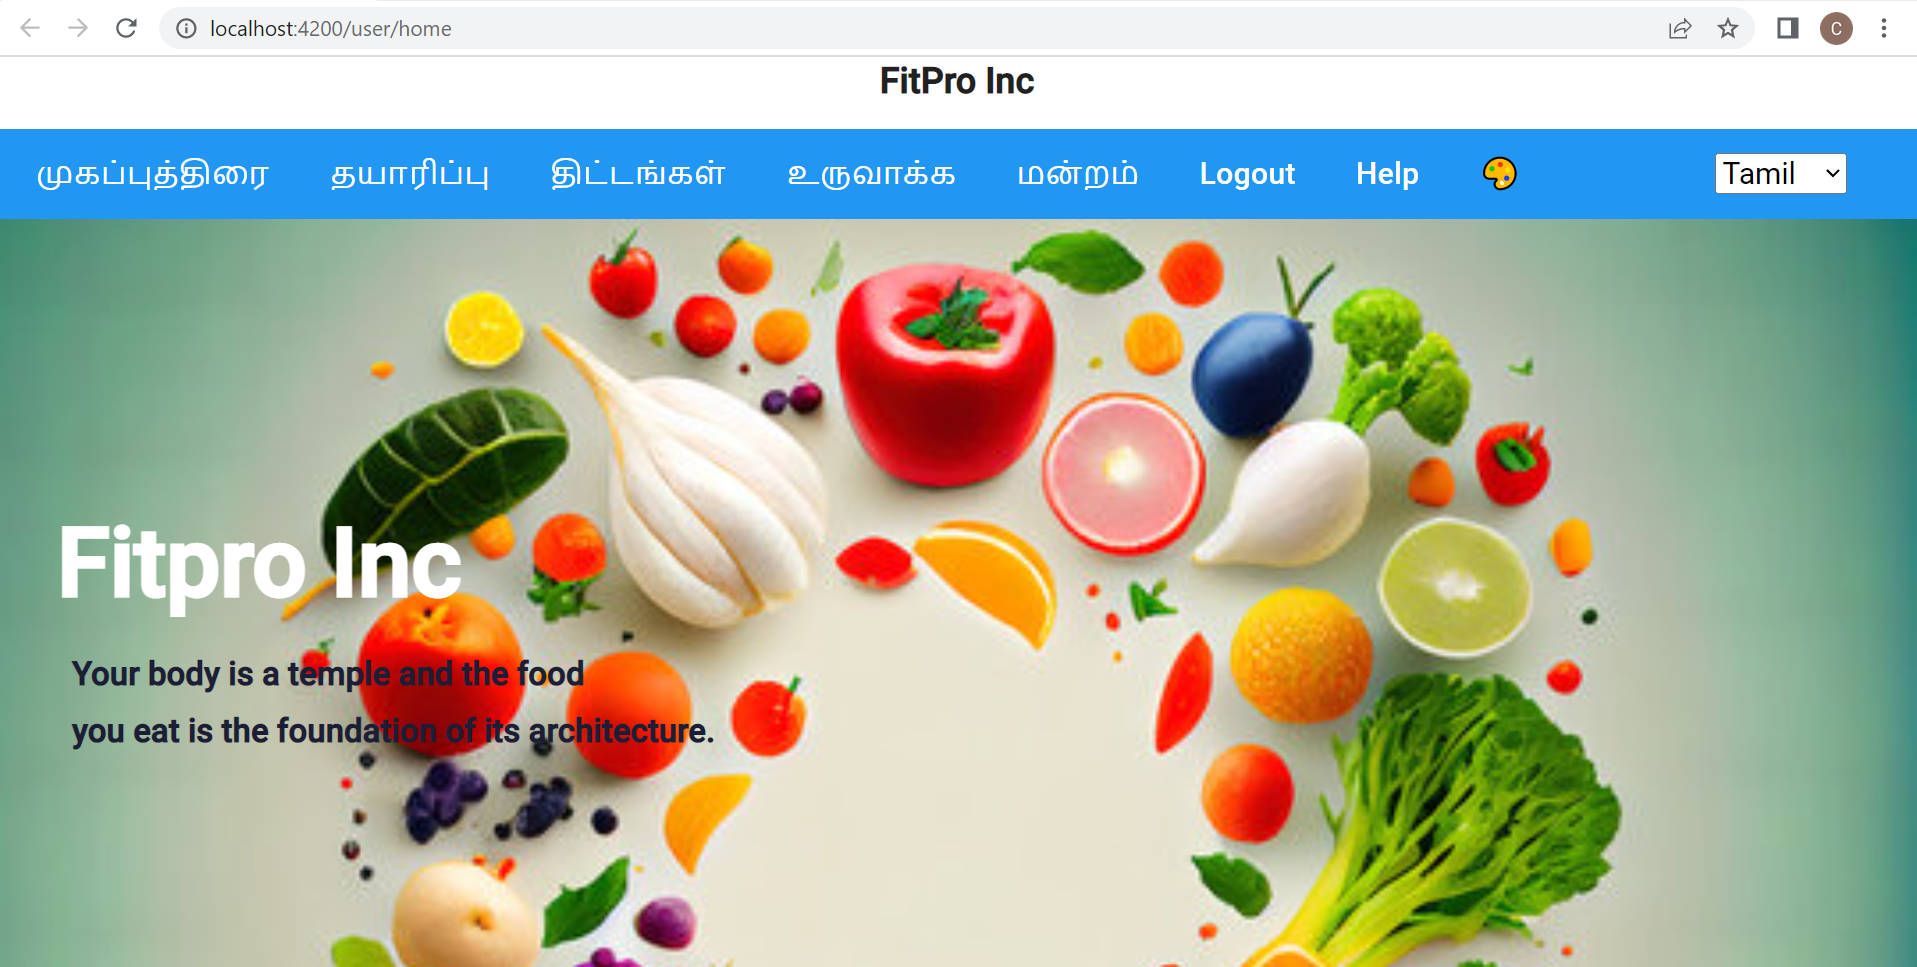 localhost:4200/user/home
C
FitPro Inc
முகப்புத்திரை தயாரிப்பு திட்டங்கள் உருவாக்க மன்றம் Logout Help Tamil
Fitpro Inc
Your body is a temple and the food
you eat is the foundation of its architecture.